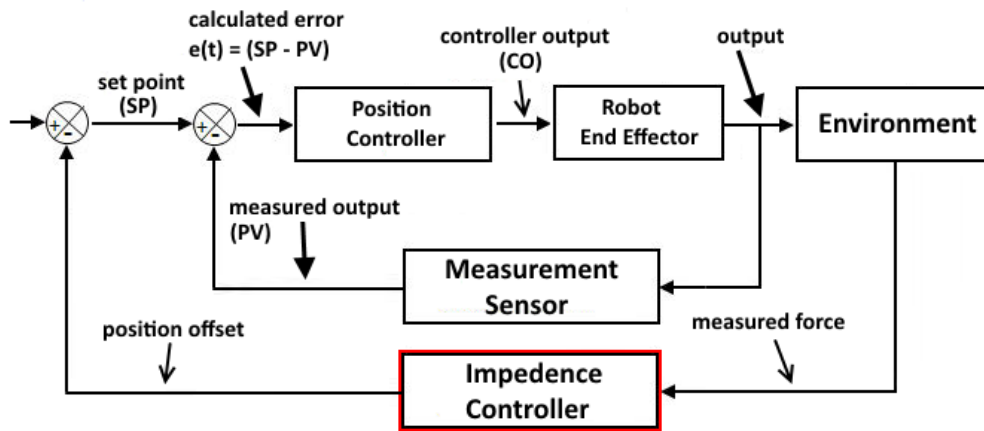 calculated error
e(t) = (SP - PV)
controller output
(CO)
output
set point
(SP)
+
-
+
-
Position
Controller
Robot
End Effector
Environment
measured output
(PV)
Measurement
Sensor
measured force
position offset
Impedence
Controller